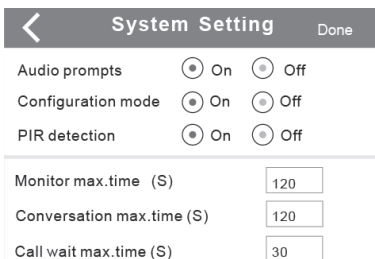 System Setting Done
Audio prompts On Off
Configuration mode On Off
PIR detection On Off
Monitor max.time (S) 120
Conversation max.time (S) 120
Call wait max.time (S) 30